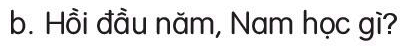 b. Hồi đầu năm, Nam học gì?